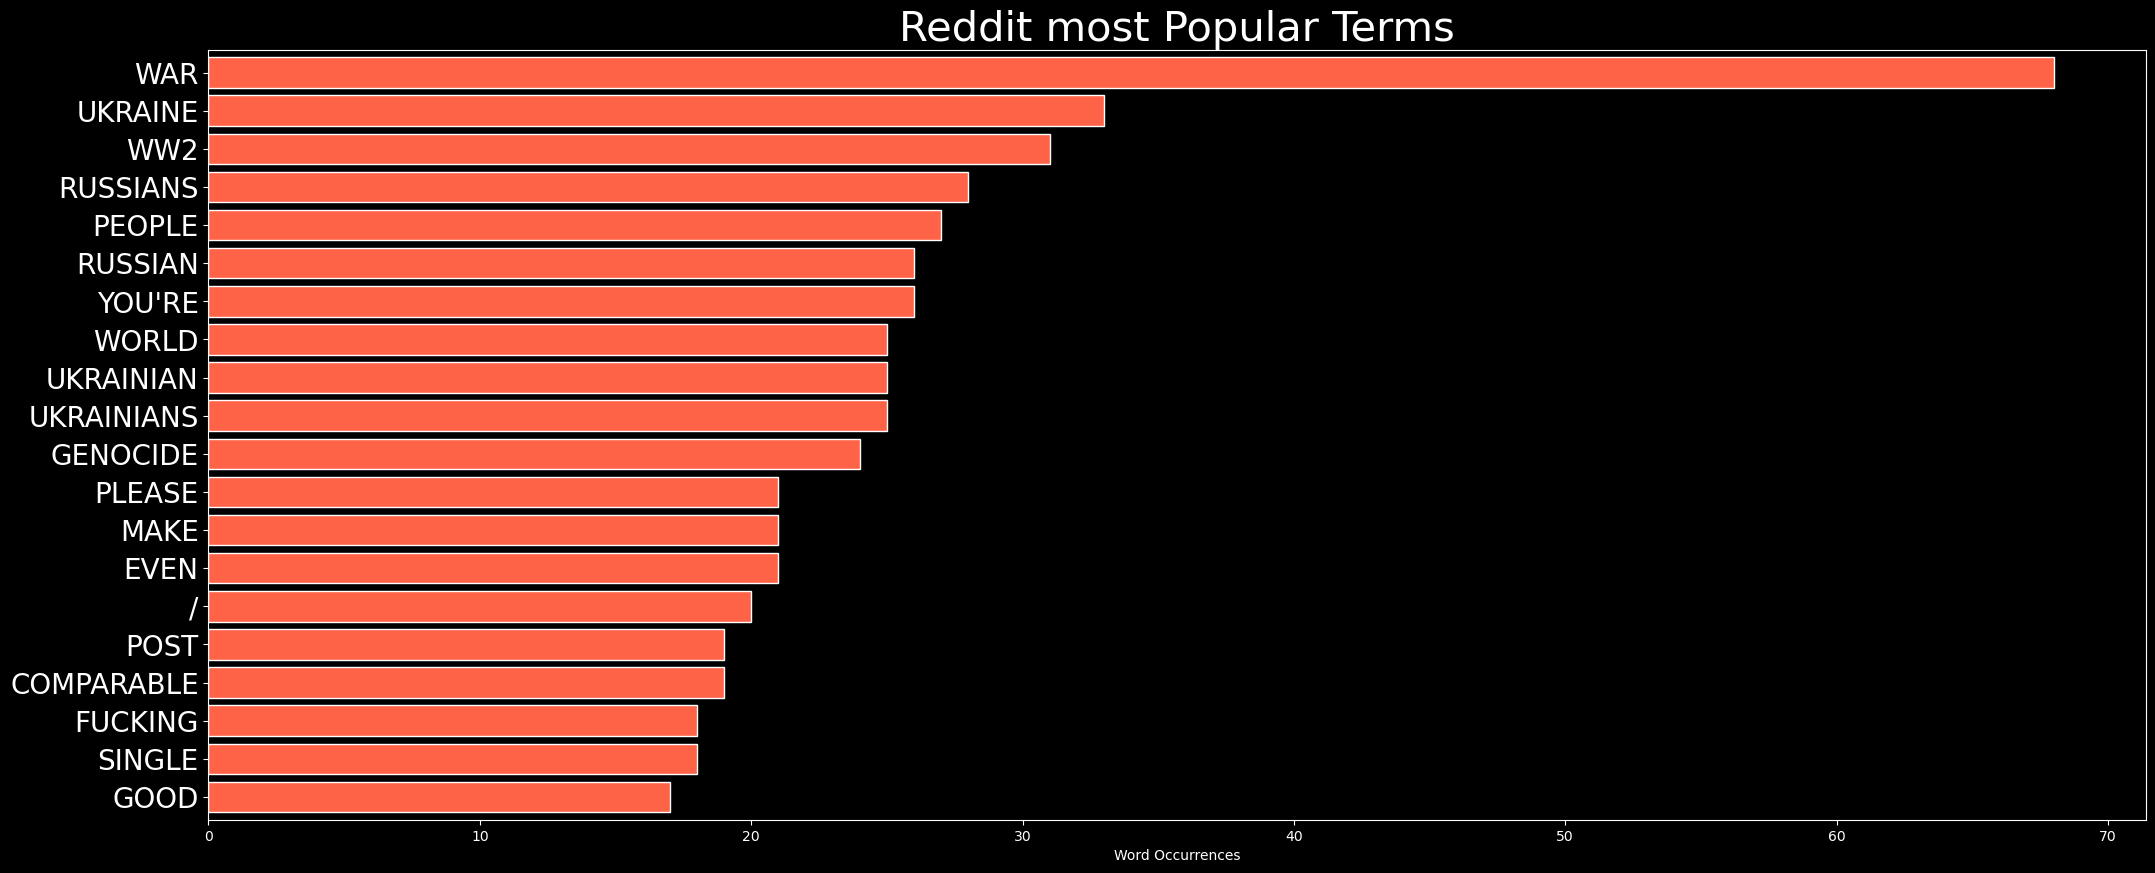 Reddit most Popular Terms
WAR
UKRAINE
WW2
RUSSIANS
PEOPLE
RUSSIAN
YOU'RE
WORLD
UKRAINIAN
UKRAINIANS
GENOCIDE
PLEASE
MAKE
EVEN
/
POST
COMPARABLE
FUCKING
SINGLE
GOOD
0 10 20 30 40 50 60 70
Word Occurrences